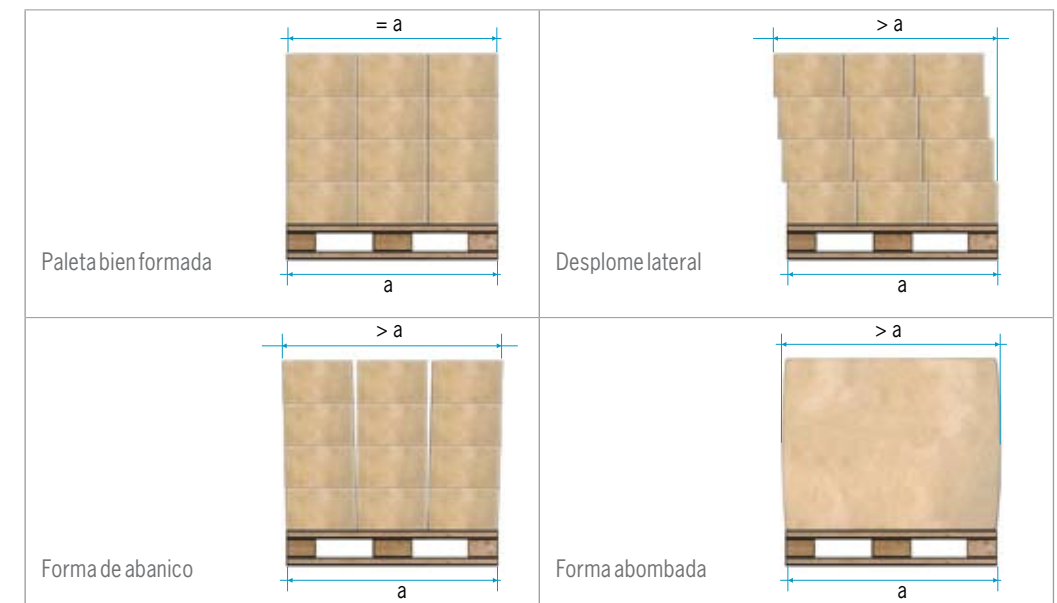 = a
Paleta bien formada
a
> a
Desplome lateral
a
> a
Forma de abanico
a
> a
Forma abombada
a